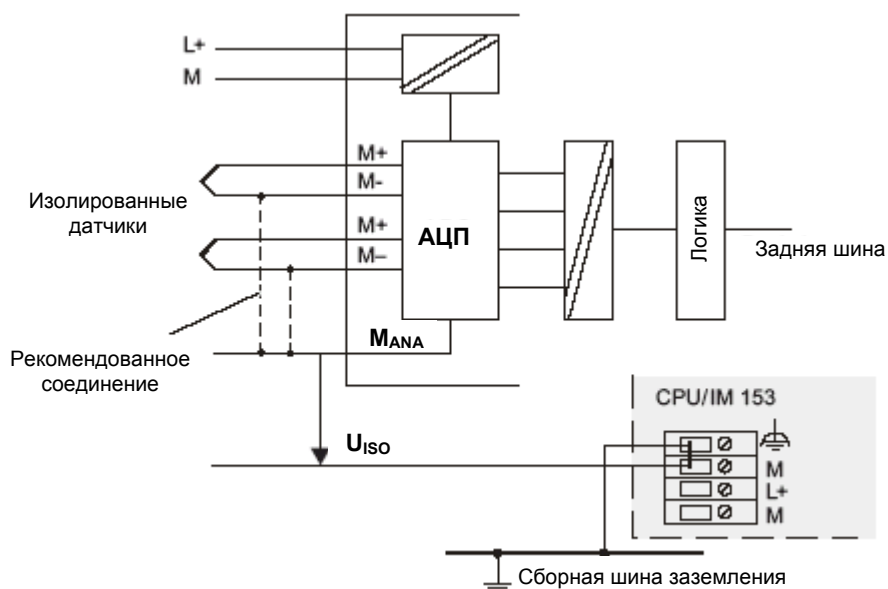 L+
M
M+
M-
Изолированные
датчики
M+
M–
АЦП
Логика
Задняя шина
Рекомендованное
соединение
MANA
UISO
CPU/IM 153
M
L+
M
Сборная шина заземления